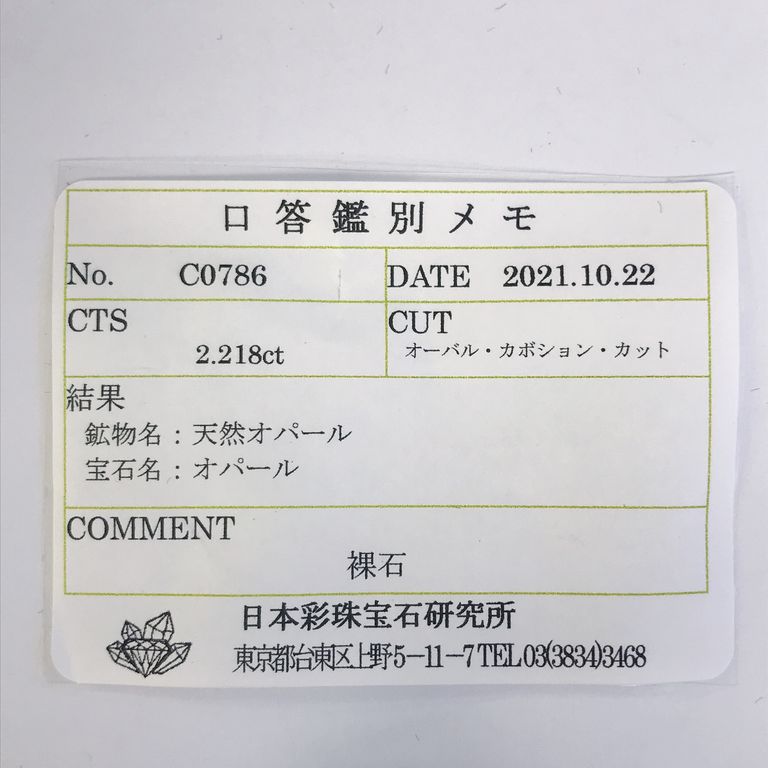 口答鑑別メモ
No. C0786 DATE 2021.10.22
CTS CUT
2.218ct オーバル・カボション・カット
結果
鉱物名：天然オパール
宝石名：オパール
COMMENT
裸石
日本彩珠宝石研究所
東京都台東区上野5−11−7 TEL 03(3834)3468